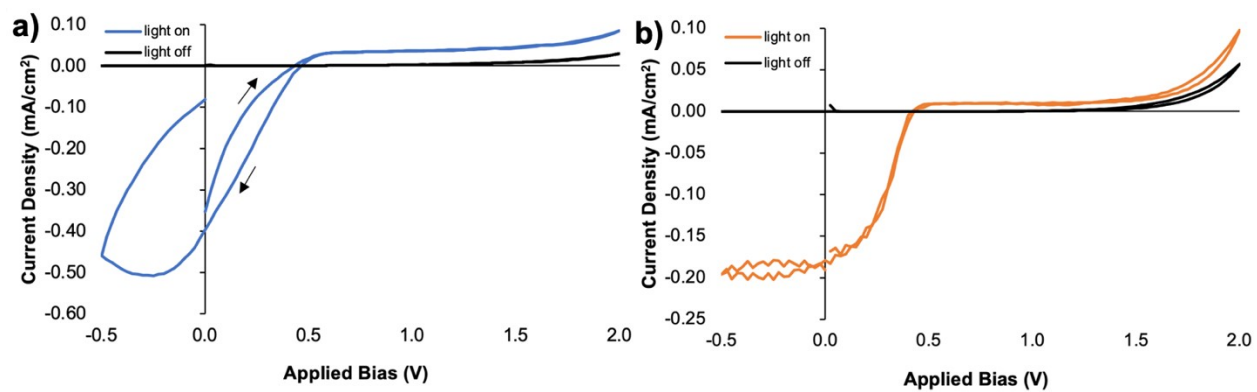 a)
light on
light off
0.10
0.00
-0.10
-0.20
-0.30
-0.40
-0.50
-0.60
Current Density (mA/cm²)
-0.5
0.0
0.5
1.0
1.5
2.0
Applied Bias (V)
b)
light on
light off
0.10
0.05
0.00
-0.05
-0.10
-0.15
-0.20
-0.25
Current Density (mA/cm²)
-0.5
0.0
0.5
1.0
1.5
2.0
Applied Bias (V)